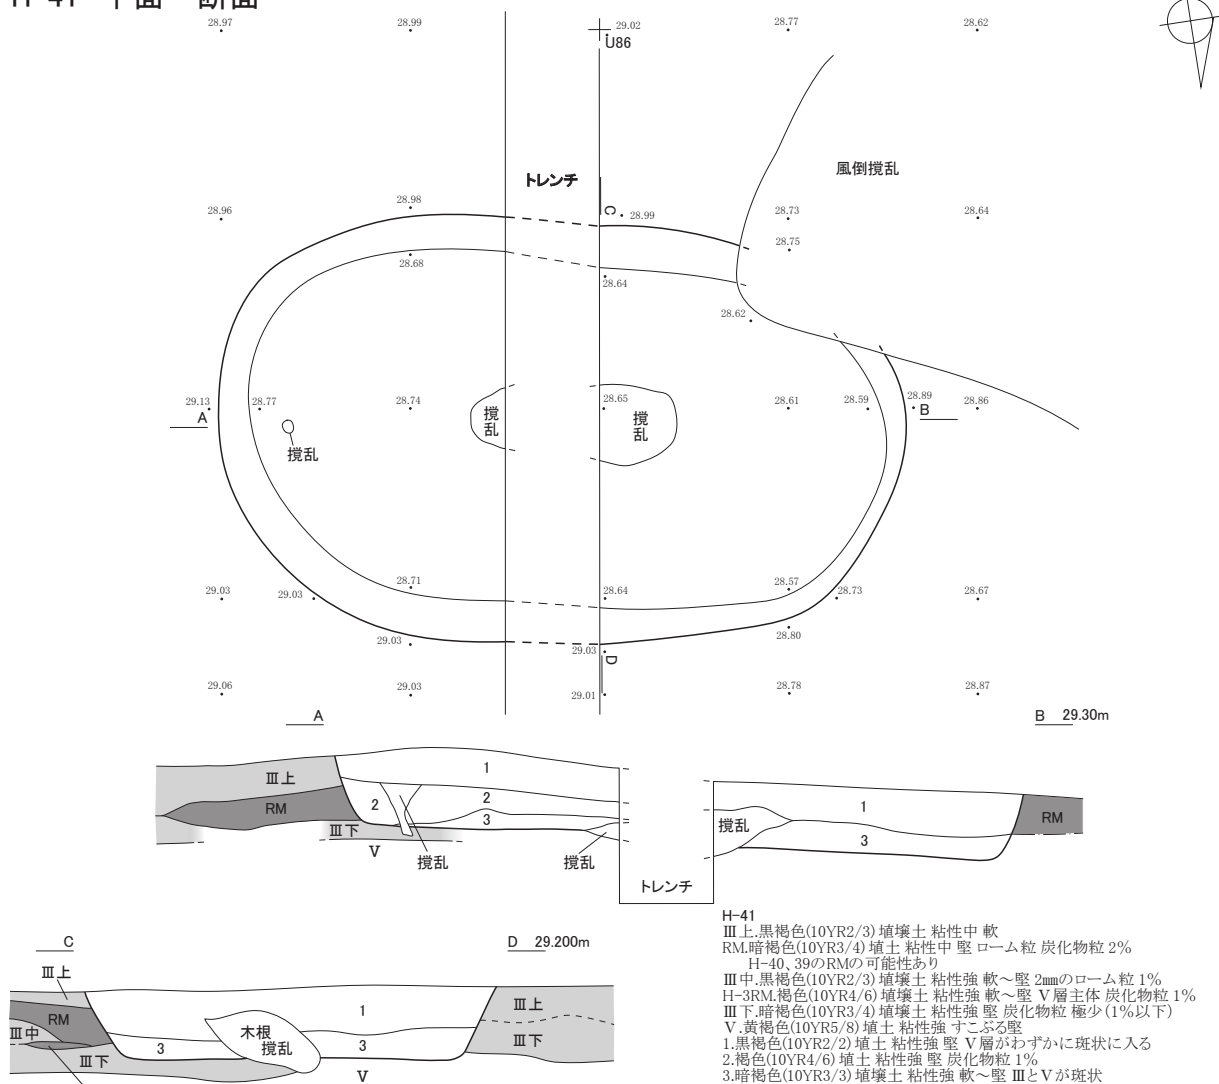 H-41 平面・断面
28.97
28.99
29.02
28.77
28.62
U86
トレンチ
風倒撹乱
28.96
28.98
C
28.99
28.73
28.64
28.75
28.68
28.64
28.62
29.13
28.77
28.74
28.65
28.61
28.59
28.89
28.86
A
B
撹乱
撹乱
撹乱
29.03
29.03
28.71
28.64
28.57
28.73
28.67
29.03
29.03
28.80
D
29.06
29.03
29.01
28.78
28.87
A
B 29.30m
Ⅲ上
1
RM
2
2
3
Ⅲ下
Ⅴ
撹乱
撹乱
トレンチ
撹乱
1
3
RM
C
D 29.200m
Ⅲ上
RM
Ⅲ中
Ⅲ下
3
木根
撹乱
1
3
Ⅴ
Ⅲ上
Ⅲ下
H-41
Ⅲ上.黒褐色(10YR2/3) 埴壌土 粘性中 軟
RM.暗褐色(10YR3/4) 埴土 粘性中 堅 ローム粒 炭化物粒 2%
H-40、39のRMの可能性あり
Ⅲ中.黒褐色(10YR2/3) 埴壌土 粘性強 軟～堅 2㎜のローム粒 1%
H-3RM.褐色(10YR4/6) 埴壌土 粘性強 軟～堅 Ⅴ層主体 炭化物粒 1%
Ⅲ下.暗褐色(10YR3/4) 埴壌土 粘性強 堅 炭化物粒 極少(1%以下)
Ⅴ.黄褐色(10YR5/8) 埴土 粘性強 すこぶる堅
1.黒褐色(10YR2/2) 埴土 粘性強 堅 Ⅴ層がわずかに斑状に入る
2.褐色(10YR4/6) 埴土 粘性強 堅 炭化物粒 1%
3.暗褐色(10YR3/3) 埴壌土 粘性強 軟～堅 ⅢとⅤが斑状